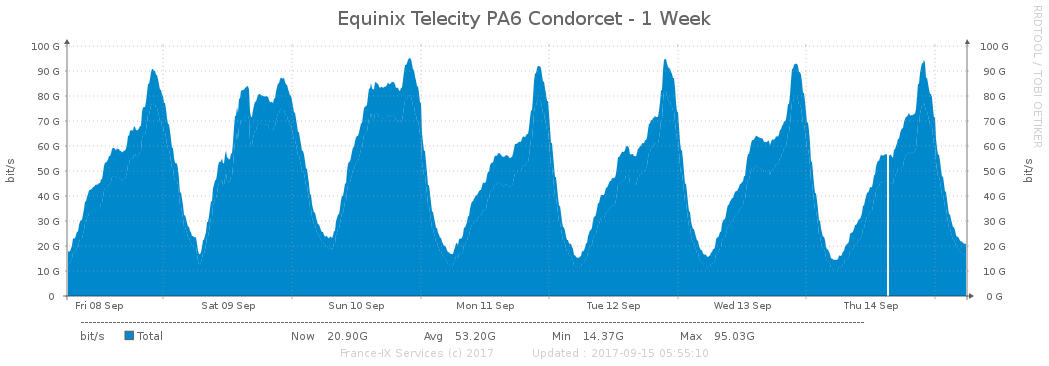 Equinix Telecity PA6 Condorcet - 1 Week
RRDTOOL / TOBI OETIKER
bit/s
100 G
90 G
80 G
70 G
60 G
50 G
40 G
30 G
20 G
10 G
0
100 G
90 G
80 G
70 G
60 G
50 G
40 G
30 G
20 G
10 G
0 G
bit/s
Fri 08 Sep Sat 09 Sep Sun 10 Sep Mon 11 Sep Tue 12 Sep Wed 13 Sep Thu 14 Sep
bit/s Total Now 20.90G Avg 53.20G Min 14.37G Max 95.03G
France-IX Services (c) 2017 Updated : 2017-09-15 05:55:10